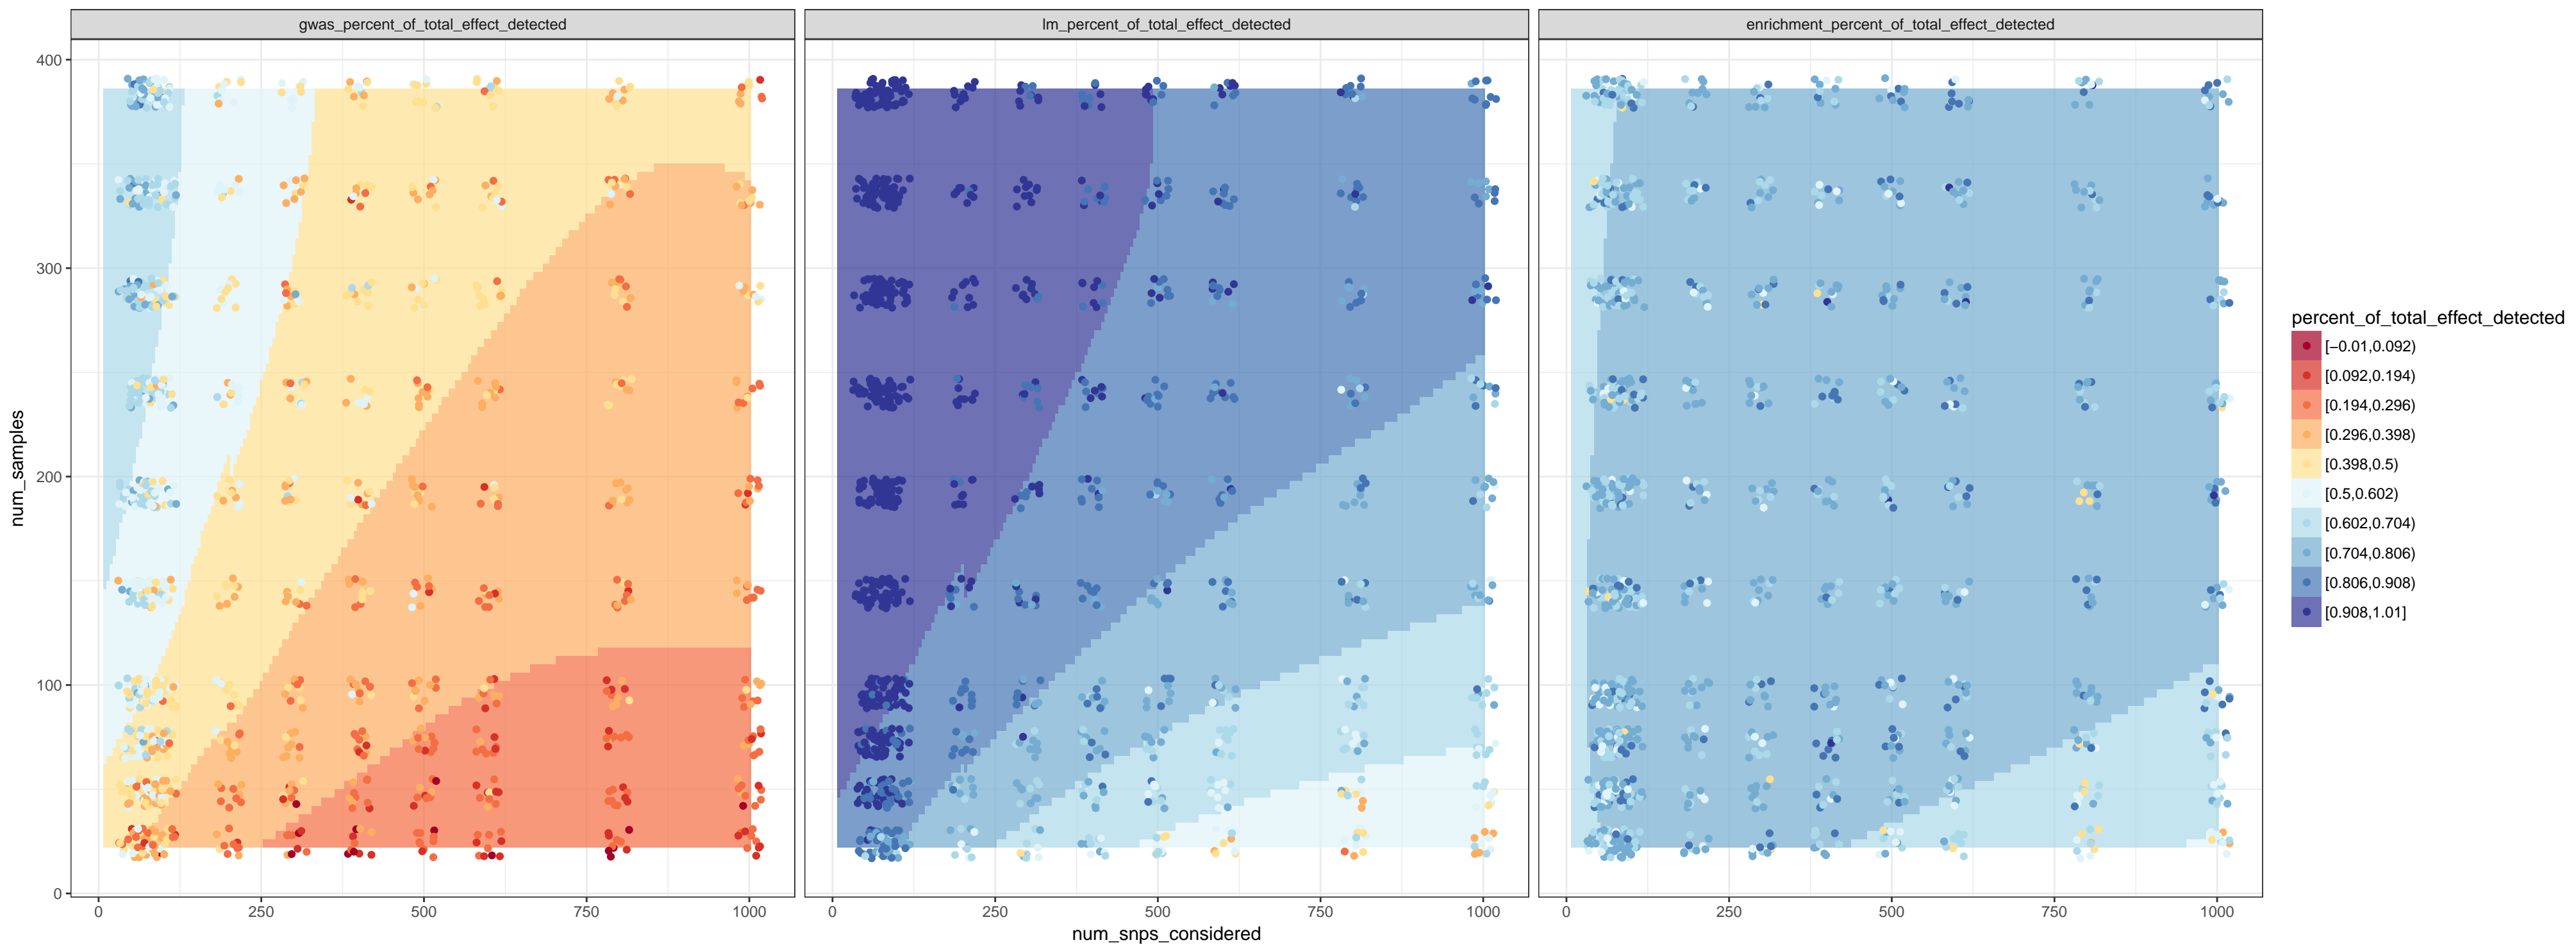 gwas_percent_of_total_effect_detected
lm_percent_of_total_effect_detected
enrichment_percent_of_total_effect_detected
400
300
200
100
0
num_samples
0 250 500 750 1000
0 250 500 750 1000
0 250 500 750 1000
num_snps_considered
percent_of_total_effect_detected
[−0.01,0.092)
[0.092,0.194)
[0.194,0.296)
[0.296,0.398)
[0.398,0.5)
[0.5,0.602)
[0.602,0.704)
[0.704,0.806)
[0.806,0.908)
[0.908,1.01]